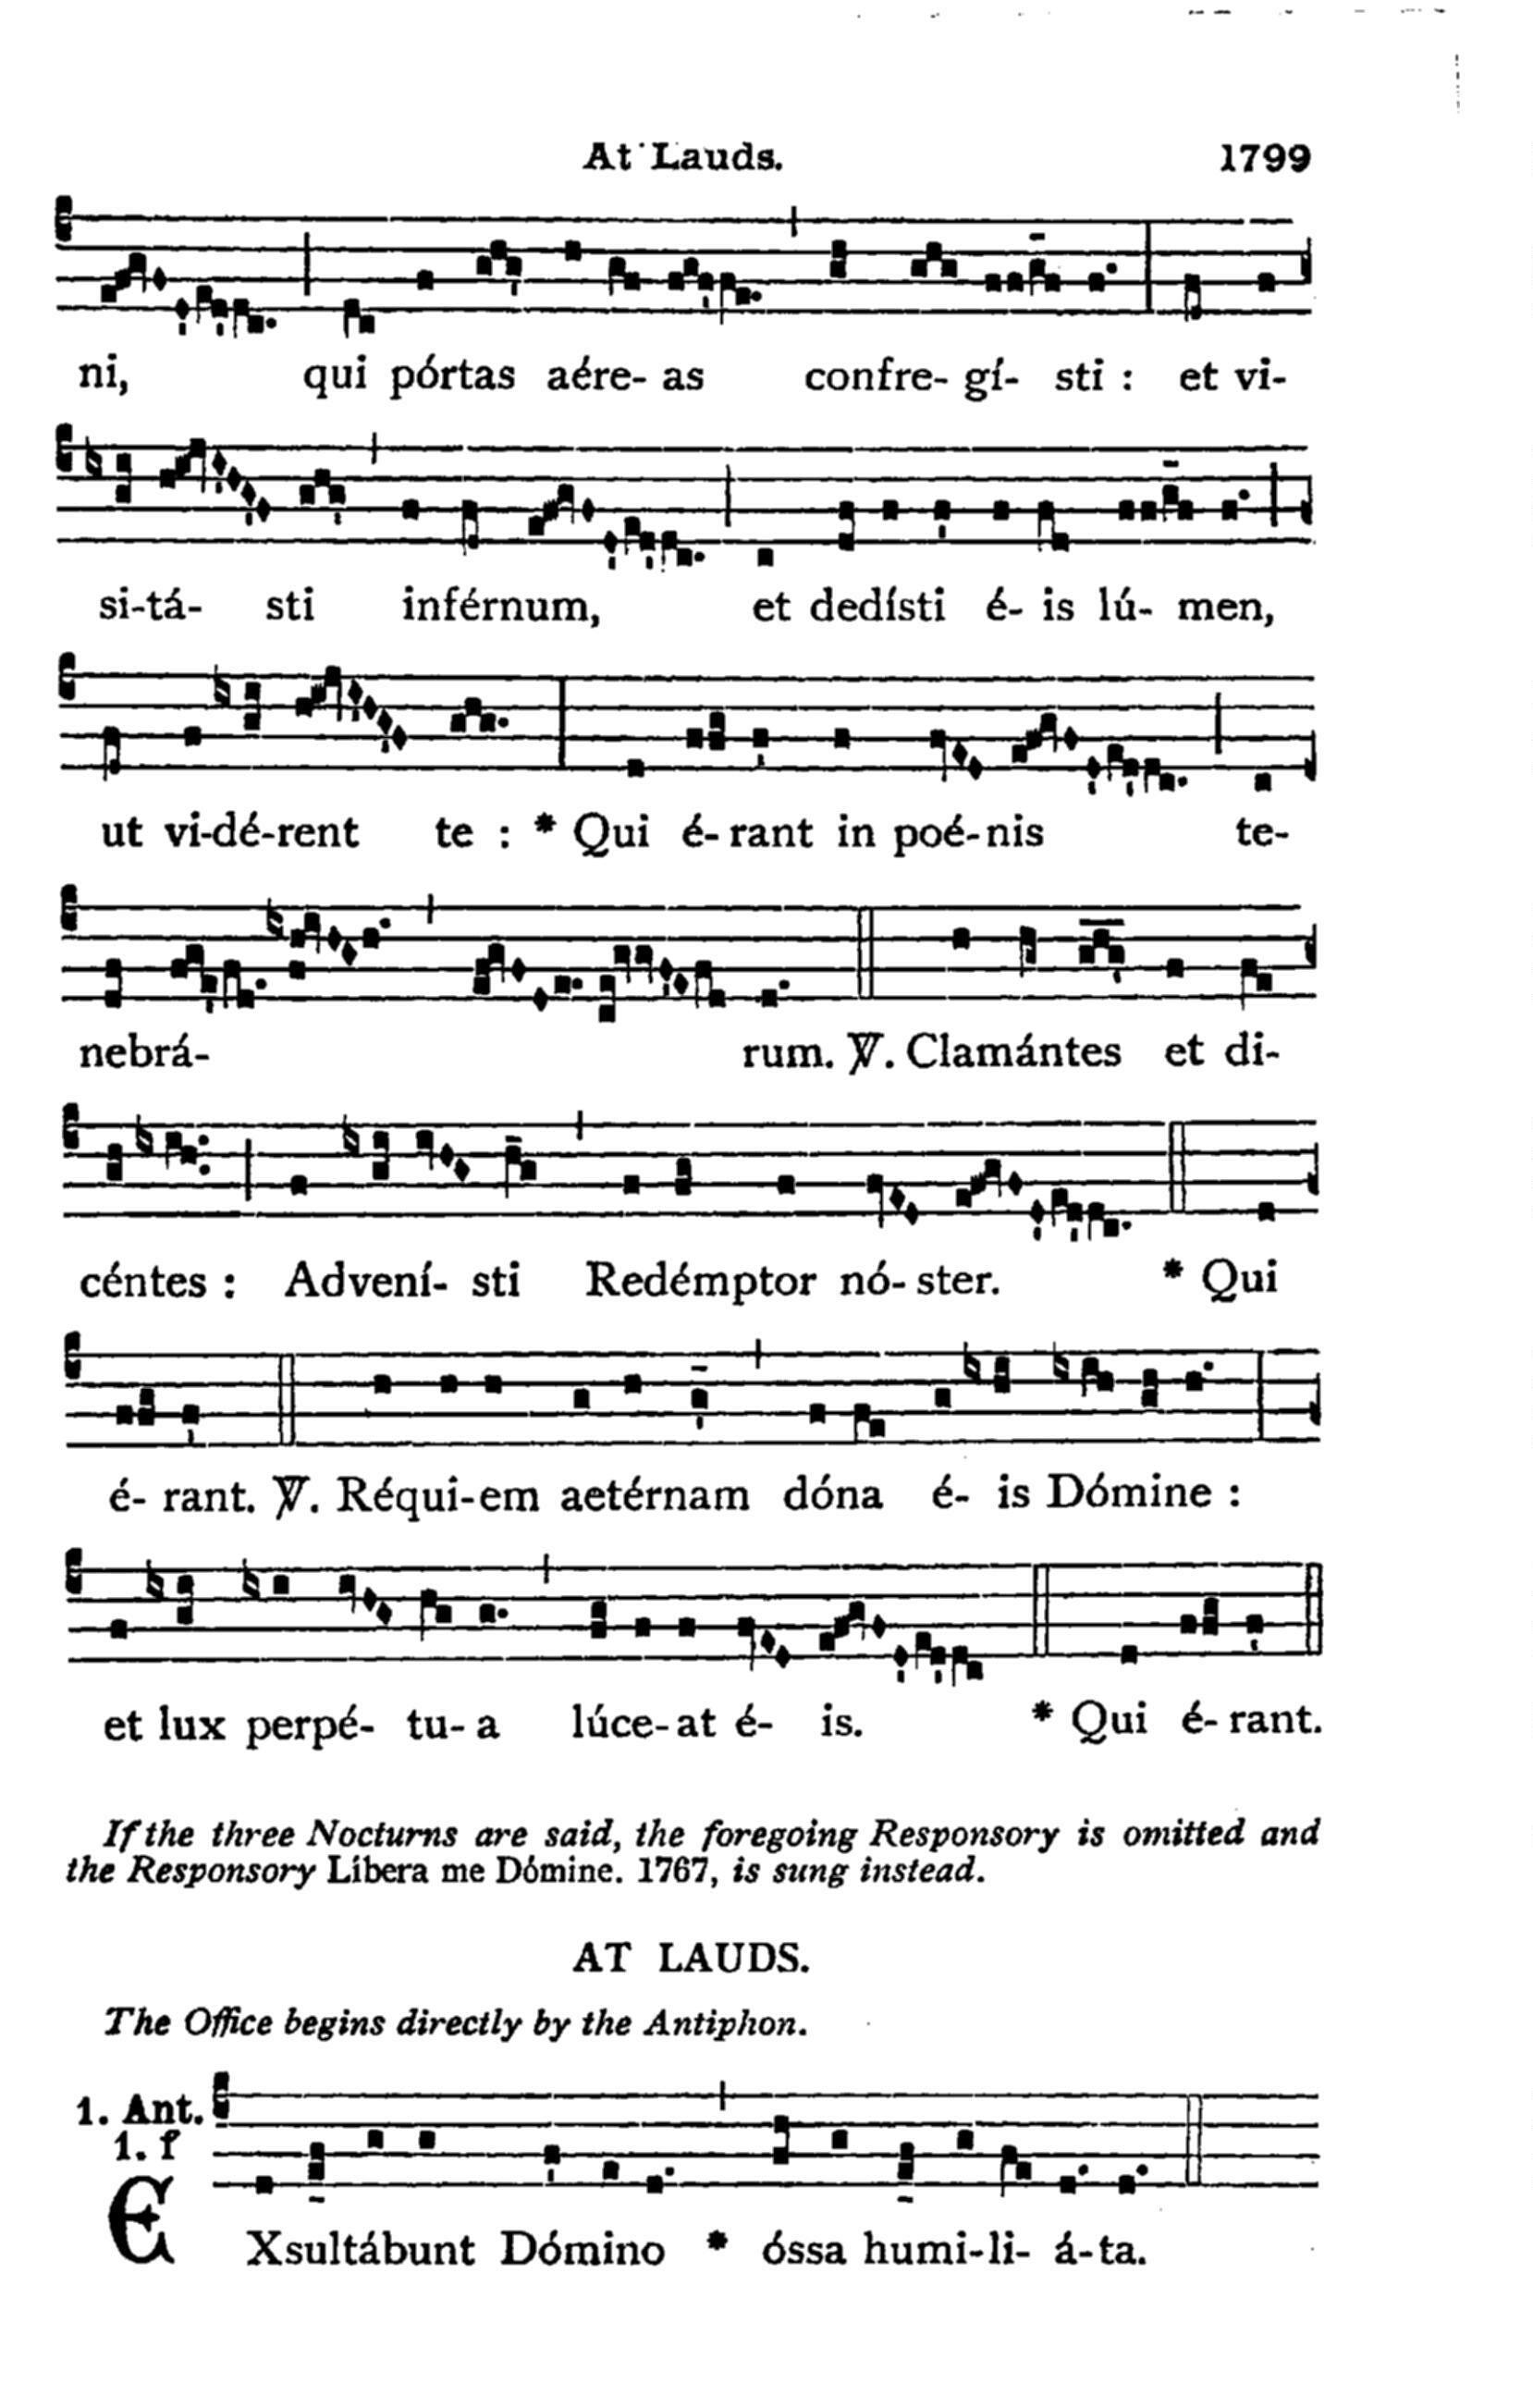 At Lauds. 1799
ni, qui pórtas aére- as confre- gí- sti : et vi-
si-tá- sti inférnum, et dedísti é- is lú- men,
ut vi-dé-rent te : * Qui é- rant in poé-nis te-
nebrá- rum. ℣. Clamántes et di-
céntes : Advení- sti Redémptor nó- ster. * Qui
é- rant. ℣. Réqui-em aetérnam dóna é- is Dómine :
et lux perpé- tu- a lúce- at é- is. * Qui é- rant.
If the three Nocturns are said, the foregoing Responsory is omitted and
the Responsory Líbera me Dómine. 1767, is sung instead.
AT LAUDS.
The Office begins directly by the Antiphon.
1. Ant.
1. f
EXsultábunt Dómino * óssa humi-li- á-ta.